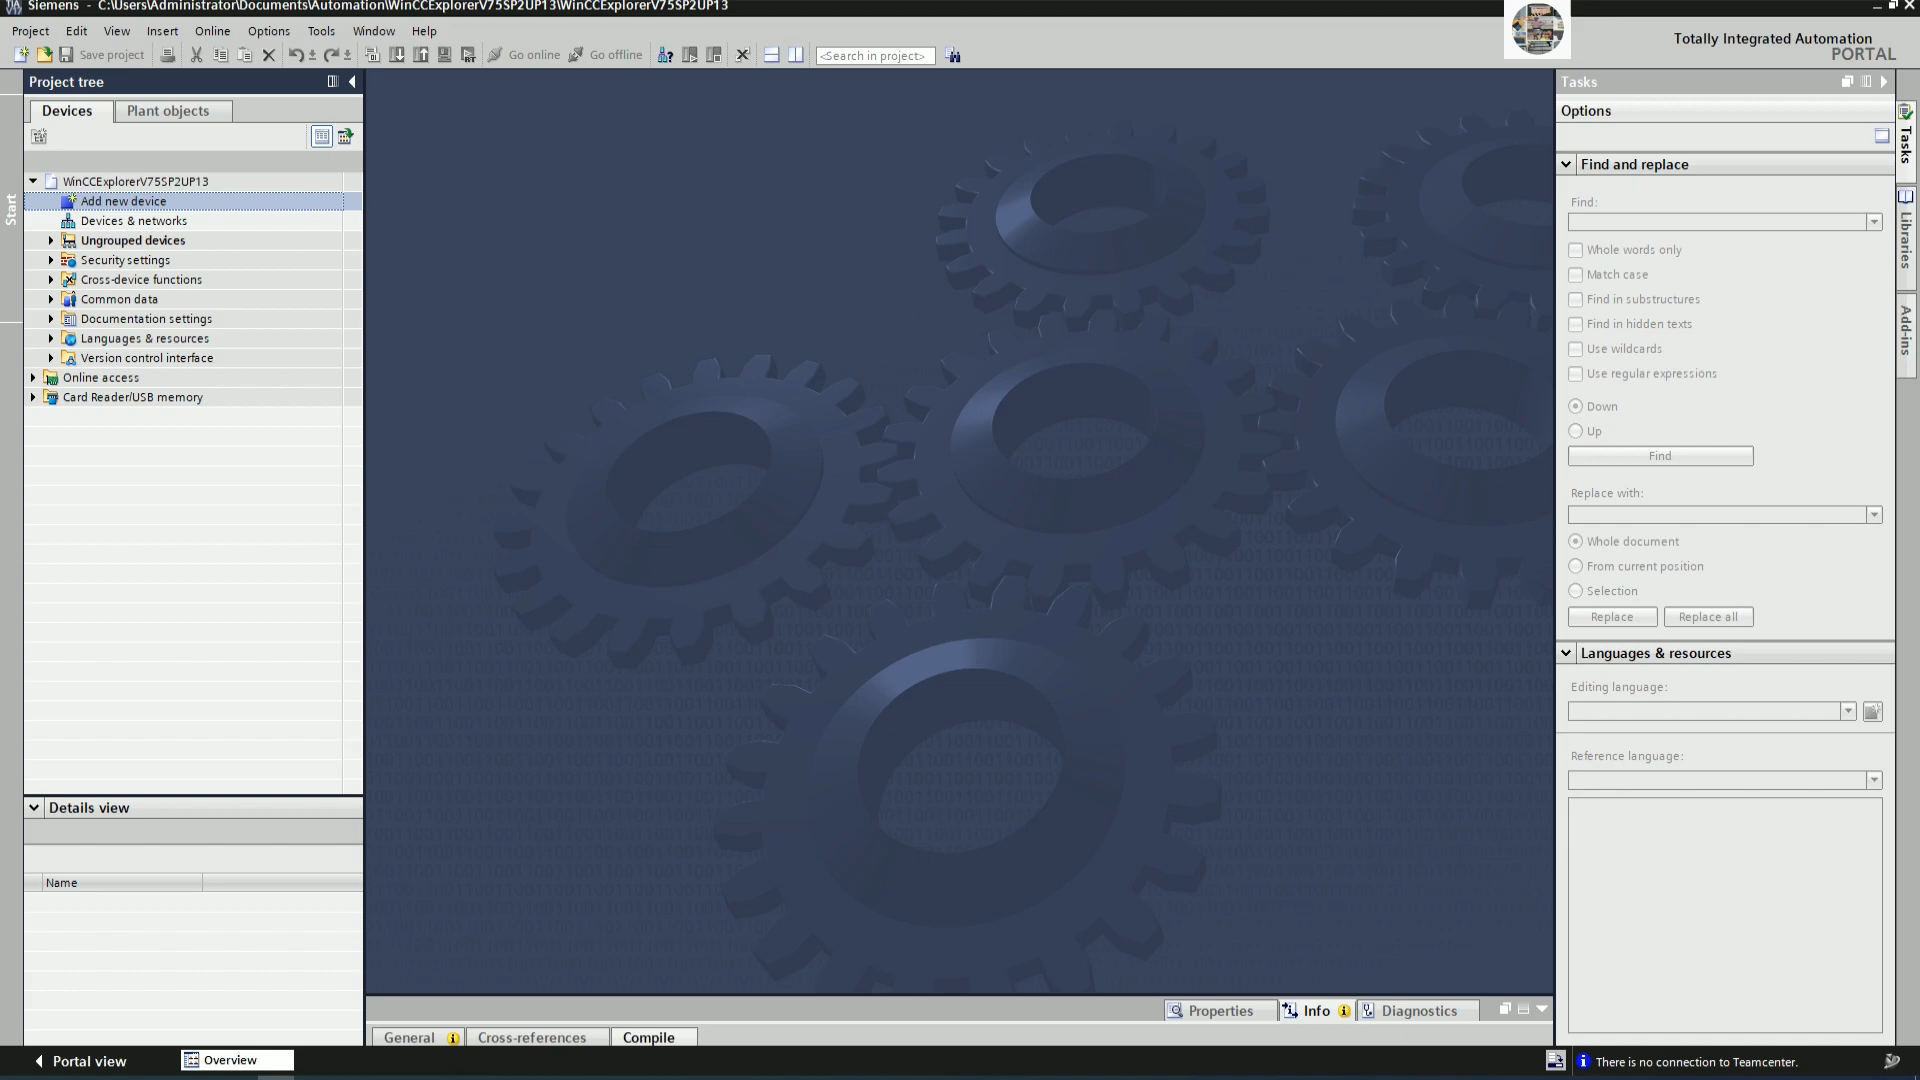 Siemens - C:\Users\Administrator\Documents\Automation\WinCCExplorerV75SP2UP13\WinCCExplorerV75SP2UP13
Project Edit View Insert Online Options Tools Window Help
Totally Integrated Automation
PORTAL
Save project
Go online
Go offline
<Search in project>
Project tree
Tasks
Devices
Plant objects
Options
Start
WinCCExplorerV75SP2UP13
Add new device
Devices & networks
Ungrouped devices
Security settings
Cross-device functions
Common data
Documentation settings
Languages & resources
Version control interface
Online access
Card Reader/USB memory
Details view
Name
Find and replace
Find:
Whole words only
Match case
Find in substructures
Find in hidden texts
Use wildcards
Use regular expressions
Down
Up
Find
Replace with:
Whole document
From current position
Selection
Replace
Replace all
Languages & resources
Editing language:
Reference language:
Tasks
Libraries
Add-ins
Properties
Info
Diagnostics
General
Cross-references
Compile
Portal view
Overview
There is no connection to Teamcenter.